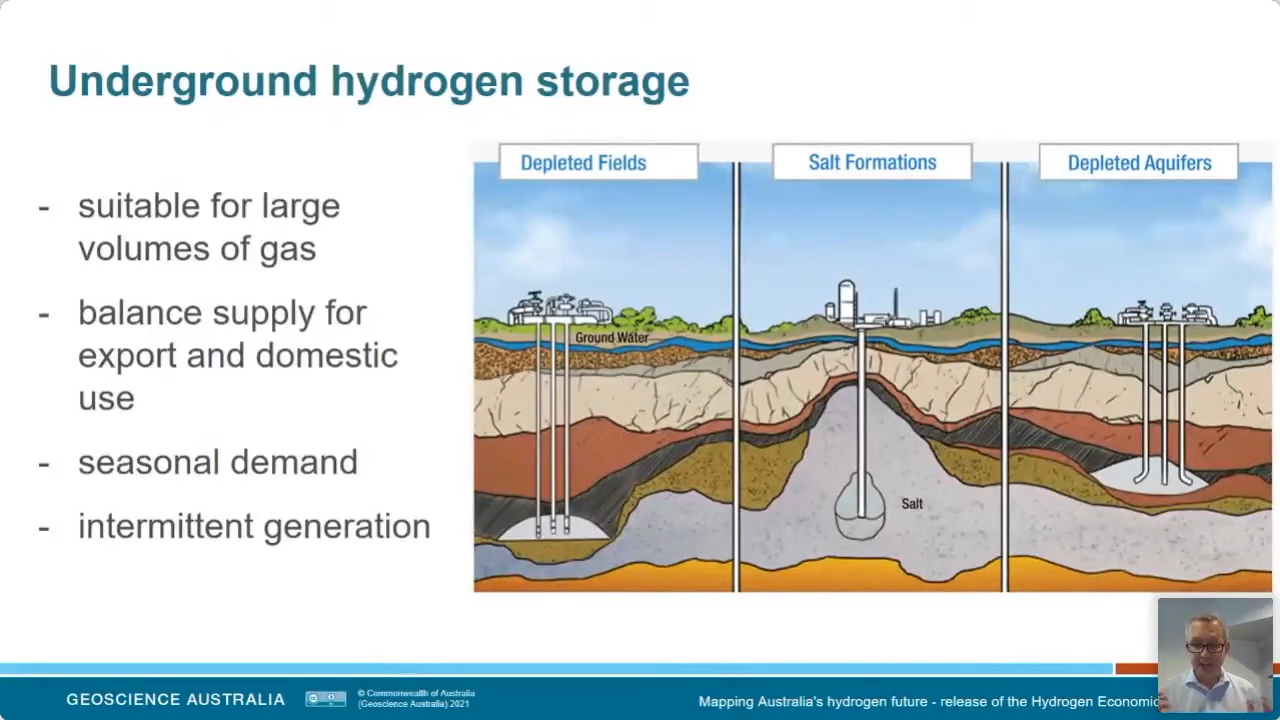 Underground hydrogen storage
- suitable for large
volumes of gas
- balance supply for
export and domestic
use
- seasonal demand
- intermittent generation
Depleted Fields
Salt Formations
Depleted Aquifers
Ground Water
Salt
GEOSCIENCE AUSTRALIA
© Commonwealth of Australia
(Geoscience Australia) 2021
Mapping Australia's hydrogen future - release of the Hydrogen Economic